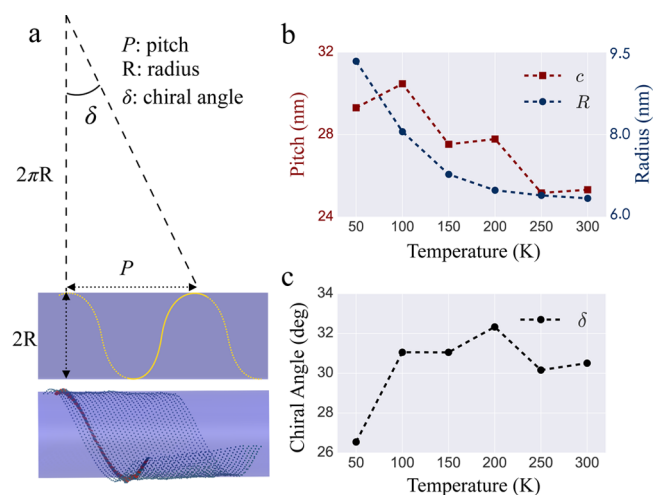 a
P: pitch
R: radius
δ: chiral angle
δ
2πR
P
2R
b
32
28
24
Pitch (nm)
c
R
9.5
8.0
6.0
Radius (nm)
50 100 150 200 250 300
Temperature (K)
c
34
32
30
28
26
Chiral Angle (deg)
δ
50 100 150 200 250 300
Temperature (K)